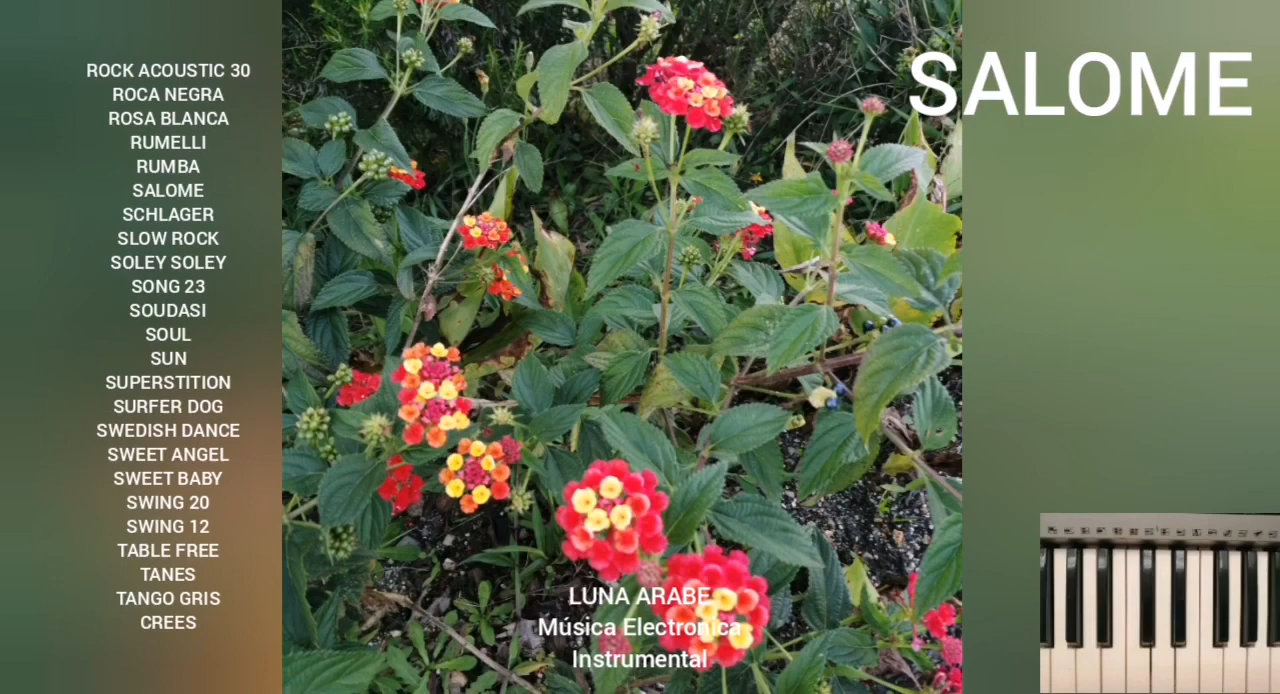 ROCK ACOUSTIC 30
ROCA NEGRA
ROSA BLANCA
RUMELLI
RUMBA
SALOME
SCHLAGER
SLOW ROCK
SOLEY SOLEY
SONG 23
SOUDASI
SOUL
SUN
SUPERSTITION
SURFER DOG
SWEDISH DANCE
SWEET ANGEL
SWEET BABY
SWING 20
SWING 12
TABLE FREE
TANES
TANGO GRIS
CREES
SALOME
LUNA ARABE
Música Electronica
Instrumental